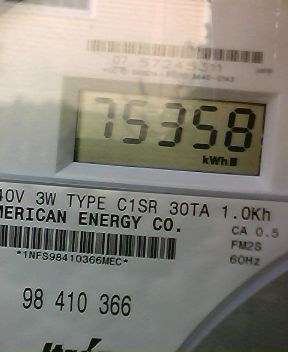 75358
kWh
40V 3W TYPE C1SR 30TA 1.0Kh
MERICAN ENERGY CO.
CA 0.5
FM2S
60Hz
*1NFS98410366MEC*
98 410 366
Itron